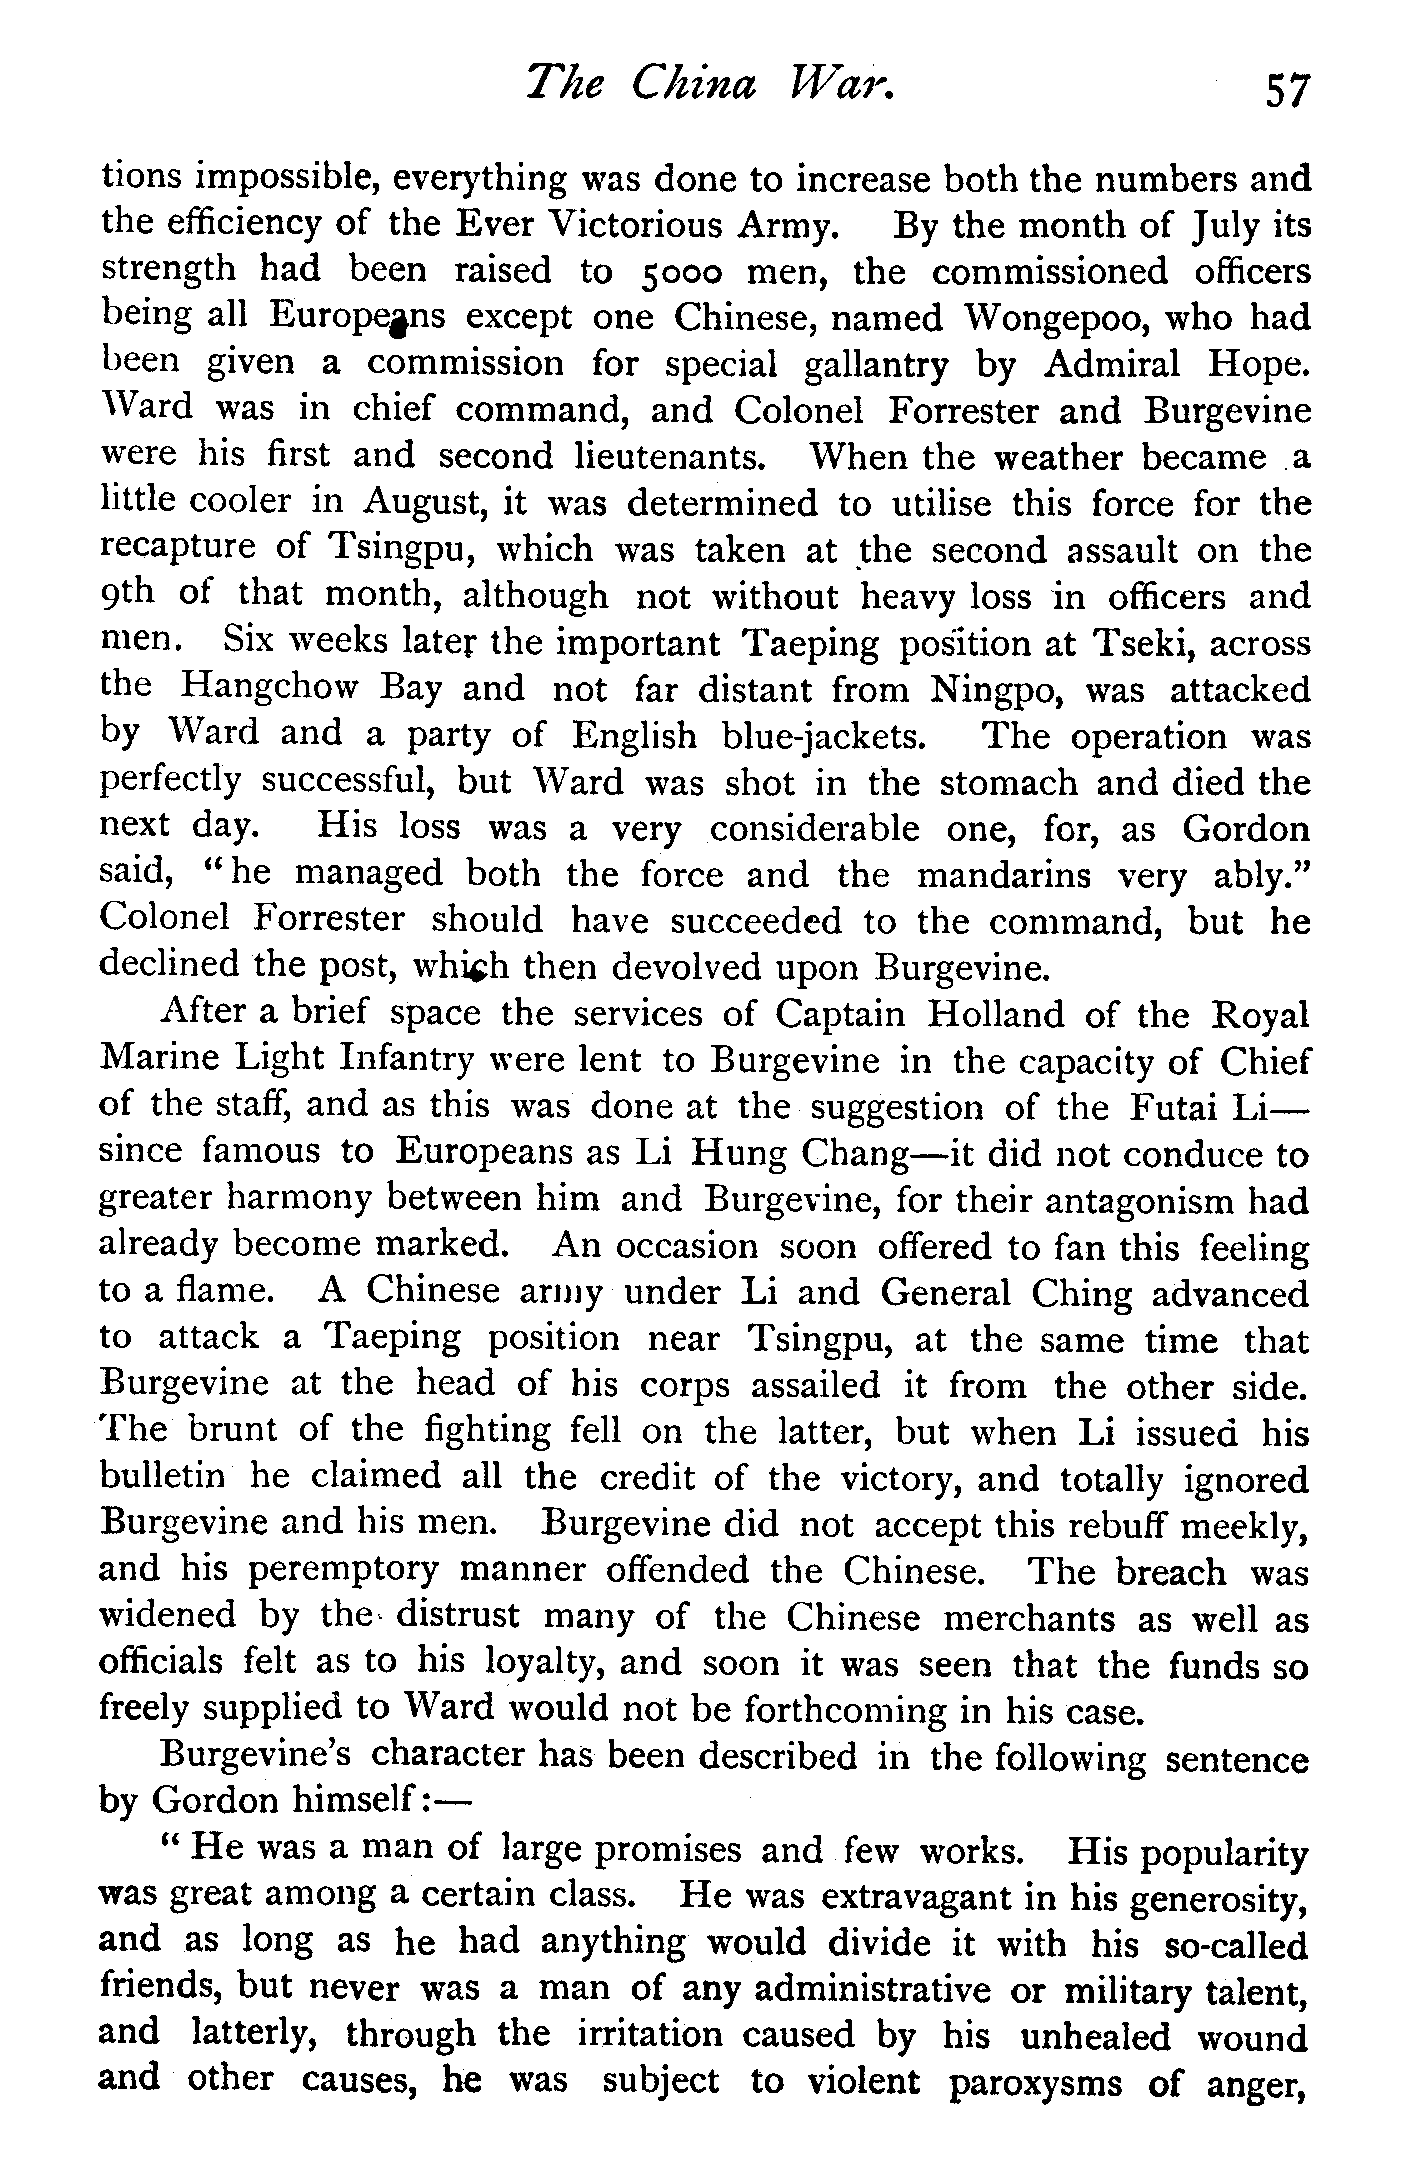 The China War. 57
tions impossible, everything was done to increase both the numbers and
the efficiency of the Ever Victorious Army. By the month of July its
strength had been raised to 5000 men, the commissioned officers
being all Europeans except one Chinese, named Wongepoo, who had
been given a commission for special gallantry by Admiral Hope.
Ward was in chief command, and Colonel Forrester and Burgevine
were his first and second lieutenants. When the weather became a
little cooler in August, it was determined to utilise this force for the
recapture of Tsingpu, which was taken at the second assault on the
9th of that month, although not without heavy loss in officers and
men. Six weeks later the important Taeping position at Tseki, across
the Hangchow Bay and not far distant from Ningpo, was attacked
by Ward and a party of English blue-jackets. The operation was
perfectly successful, but Ward was shot in the stomach and died the
next day. His loss was a very considerable one, for, as Gordon
said, “he managed both the force and the mandarins very ably.”
Colonel Forrester should have succeeded to the command, but he
declined the post, which then devolved upon Burgevine.
After a brief space the services of Captain Holland of the Royal
Marine Light Infantry were lent to Burgevine in the capacity of Chief
of the staff, and as this was done at the suggestion of the Futai Li—
since famous to Europeans as Li Hung Chang—it did not conduce to
greater harmony between him and Burgevine, for their antagonism had
already become marked. An occasion soon offered to fan this feeling
to a flame. A Chinese army under Li and General Ching advanced
to attack a Taeping position near Tsingpu, at the same time that
Burgevine at the head of his corps assailed it from the other side.
The brunt of the fighting fell on the latter, but when Li issued his
bulletin he claimed all the credit of the victory, and totally ignored
Burgevine and his men. Burgevine did not accept this rebuff meekly,
and his peremptory manner offended the Chinese. The breach was
widened by the distrust many of the Chinese merchants as well as
officials felt as to his loyalty, and soon it was seen that the funds so
freely supplied to Ward would not be forthcoming in his case.
Burgevine’s character has been described in the following sentence
by Gordon himself:—
“He was a man of large promises and few works. His popularity
was great among a certain class. He was extravagant in his generosity,
and as long as he had anything would divide it with his so-called
friends, but never was a man of any administrative or military talent,
and latterly, through the irritation caused by his unhealed wound
and other causes, he was subject to violent paroxysms of anger,